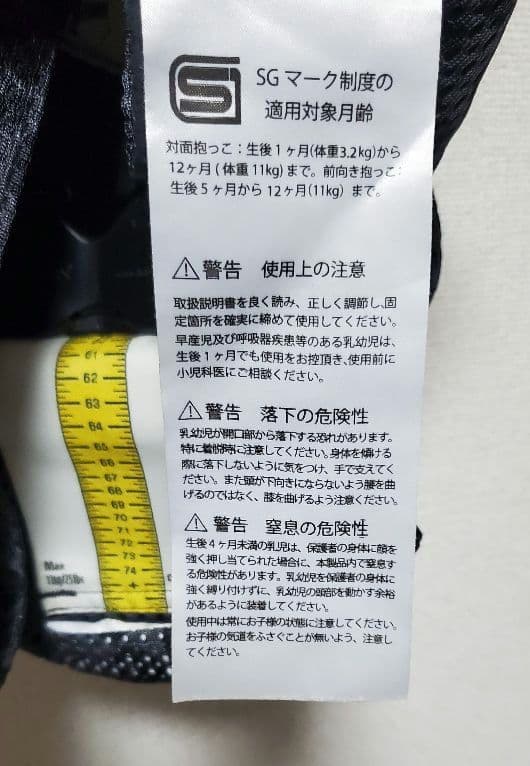 SG マーク制度の
適用対象月齢
対面抱っこ：生後1ヶ月(体重3.2kg)から
12ヶ月(体重11kg)まで。前向き抱っこ：
生後5ヶ月から12ヶ月(11kg) まで。
警告 使用上の注意
取扱説明書を良く読み、正しく調節し、固
定箇所を確実に締めて使用してください。
早産児及び呼吸器疾患等のある乳幼児は、
生後1ヶ月でも使用をお控頂き、使用前に
小児科医にご相談ください。
警告 落下の危険性
乳幼児が開口部から落下する恐れがあります。
特に着脱時に注意してください。身体を傾ける
際に落下しないように気をつけ、手で支えてく
ださい。また頭が下向きにならないよう腰を曲
げるのではなく、膝を曲げるよう注意ください。
警告 窒息の危険性
生後4ヶ月未満の乳児は、保護者の身体に顔を
強く押し当てられた場合に、本製品内で窒息す
る危険性があります。乳幼児を保護者の身体に
強く縛り付けずに、乳幼児の頭部を動かす余裕
があるように装着してください。
使用中は常にお子様の状態に注意してください。
お子様の気道をふさぐことが無いよう、注意し
てください。
61
62
63
64
65
66
67
68
69
70
71
72
73
74
+
Max